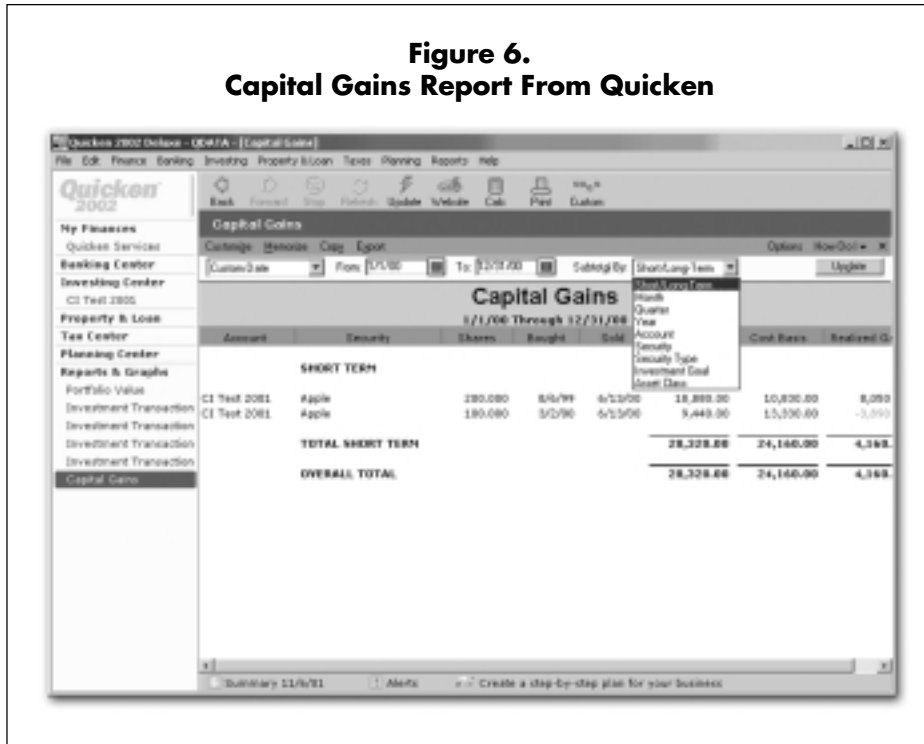 Figure 6.
Capital Gains Report From Quicken
Quicken 2002 Deluxe - QDATA - [Capital Gains]
File Edit Finance Banking Investing Property & Loan Taxes Planning Reports Help
Quicken 2002
Back Forward Stop Refresh Update Website Calc Print Custom
My Finances
Quicken Services
Banking Center
Investing Center
CI Test 2001
Property & Loan
Tax Center
Planning Center
Reports & Graphs
Portfolio Value
Investment Transaction
Investment Transaction
Investment Transaction
Investment Transaction
Capital Gains
Capital Gains
Customize Memorize Copy Export Options How Do I
Custom Date From: 1/1/00 To: 12/31/00 Subtotal By: Short/Long-Term Update
Short/Long-Term
Month
Quarter
Year
Account
Security
Security Type
Investment Goal
Asset Class
Capital Gains
1/1/00 Through 12/31/00
Account Security Shares Bought Sold Cost Basis Realized G
SHORT TERM
CI Test 2001 Apple 200.000 6/13/00 10,830.00 8,050
CI Test 2001 Apple 100.000 6/13/00 9,440.00 13,330.00 -3,890
TOTAL SHORT TERM 28,320.00 24,160.00 4,160.
OVERALL TOTAL 28,320.00 24,160.00 4,160.
Summary 11/6/01 Alerts Create a step-by-step plan for your business